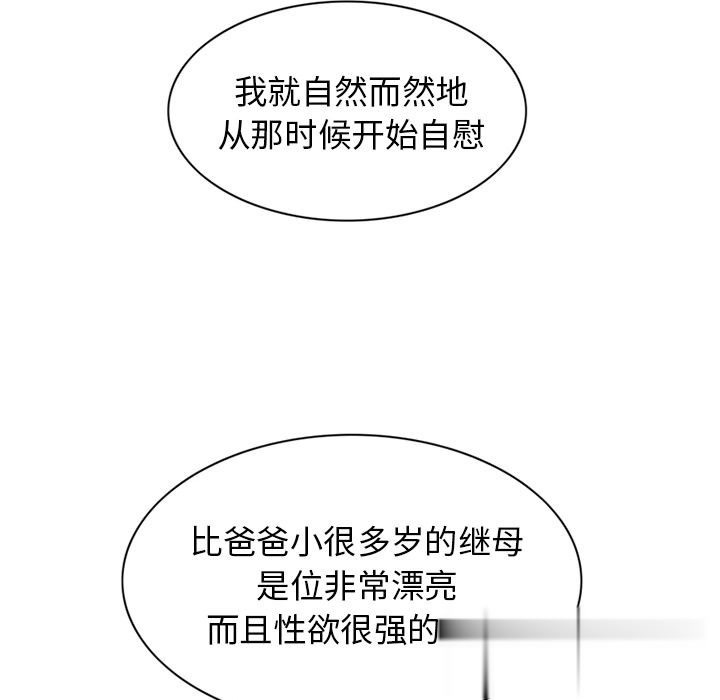 我就自然而然地
从那时候开始自慰
比爸爸小很多岁的继母
是位非常漂亮
而且性欲很强的